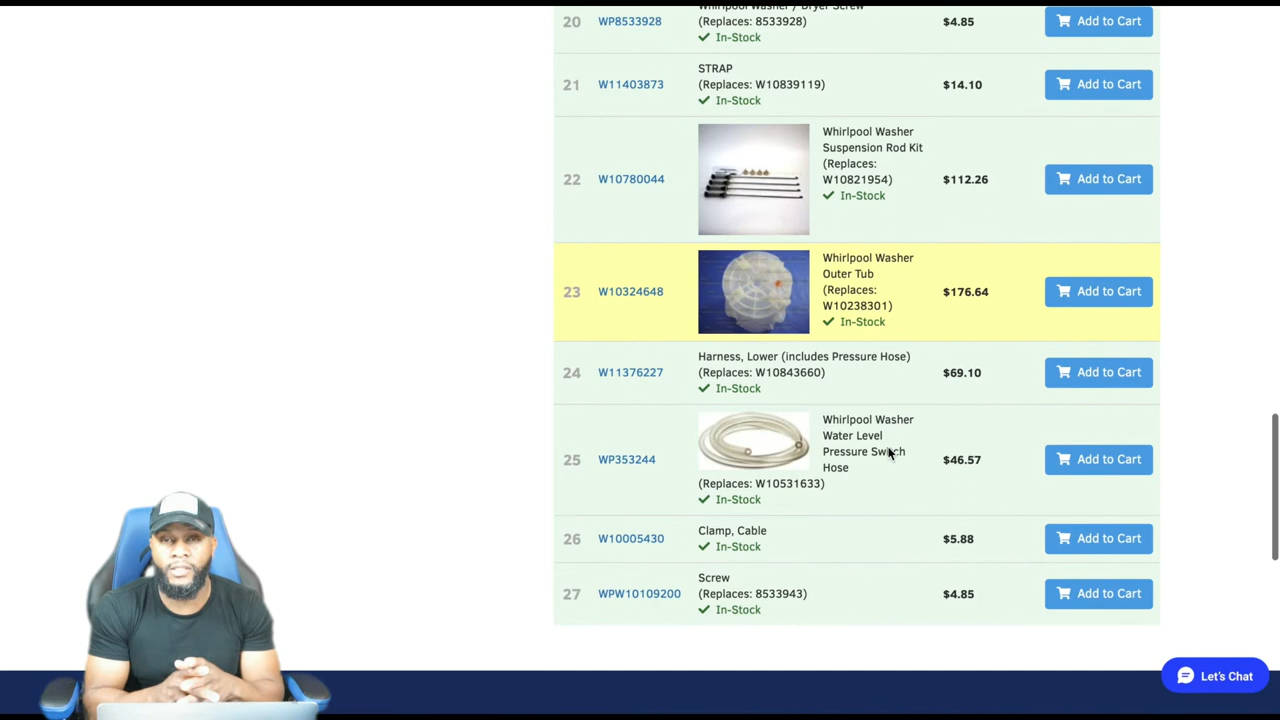 Whirlpool Washer / Dryer Screw
20 WP8533928 (Replaces: 8533928) $4.85 Add to Cart
In-Stock
STRAP
21 W11403873 (Replaces: W10839119) $14.10 Add to Cart
In-Stock
Whirlpool Washer
Suspension Rod Kit
(Replaces:
22 W10780044 W10821954) $112.26 Add to Cart
In-Stock
Whirlpool Washer
Outer Tub
23 W10324648 (Replaces: $176.64 Add to Cart
W10238301)
In-Stock
Harness, Lower (includes Pressure Hose)
24 W11376227 (Replaces: W10843660) $69.10 Add to Cart
In-Stock
Whirlpool Washer
Water Level
25 WP353244 Pressure Switch $46.57 Add to Cart
Hose
(Replaces: W10531633)
In-Stock
Clamp, Cable
26 W10005430 $5.88 Add to Cart
In-Stock
Screw
27 WPW10109200 (Replaces: 8533943) $4.85 Add to Cart
In-Stock
Let's Chat